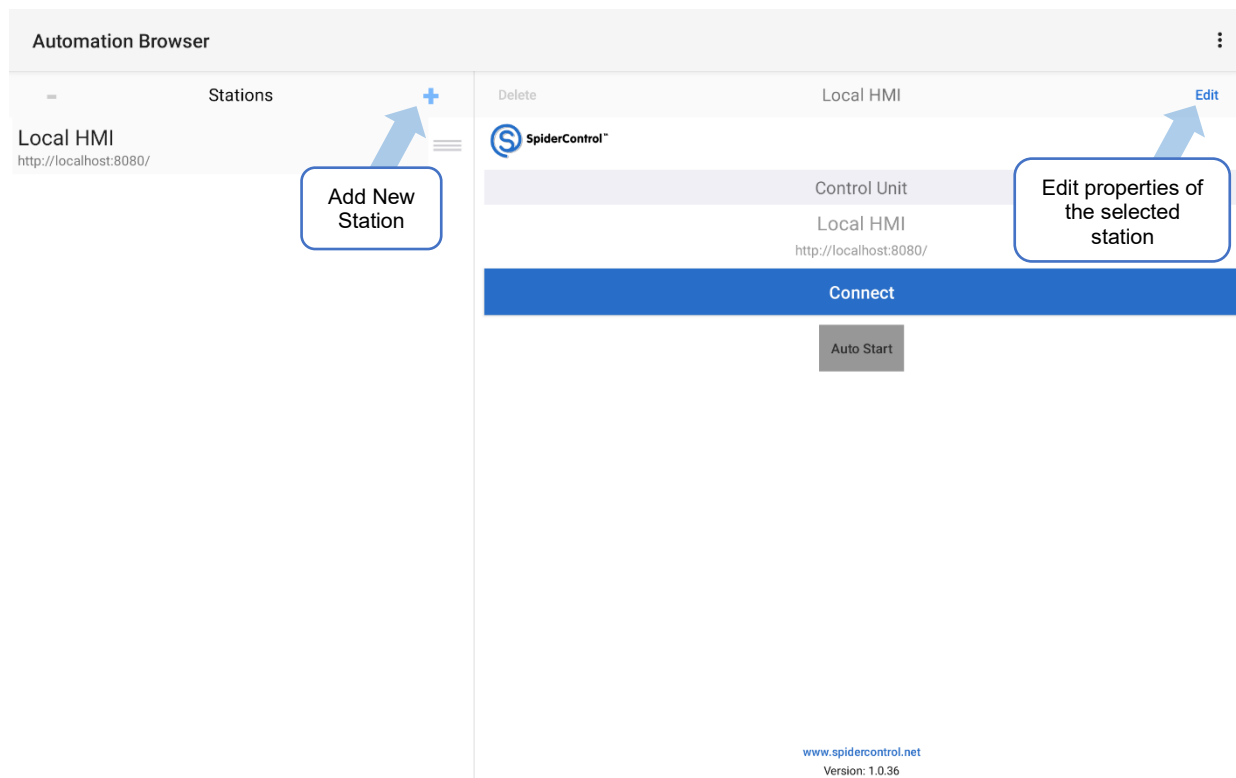 Automation Browser
- Stations +
Local HMI
http://localhost:8080/
Add New
Station
Delete Local HMI Edit
SpiderControl™
Control Unit
Local HMI
http://localhost:8080/
Edit properties of
the selected
station
Connect
Auto Start
www.spidercontrol.net
Version: 1.0.36